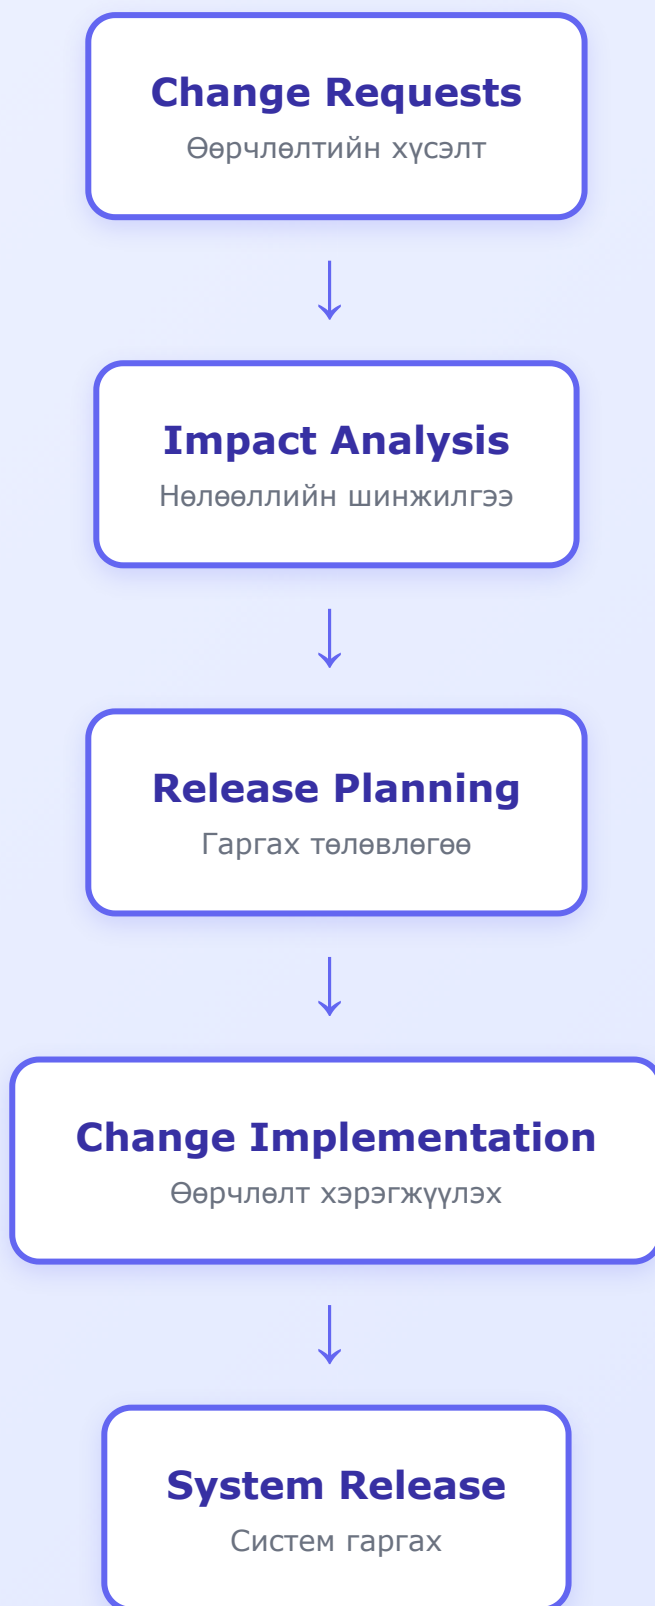 Change Requests
Өөрчлөлтийн хүсэлт
↓
Impact Analysis
Нөлөөллийн шинжилгээ
↓
Release Planning
Гаргах төлөвлөгөө
↓
Change Implementation
Өөрчлөлт хэрэгжүүлэх
↓
System Release
Систем гаргах